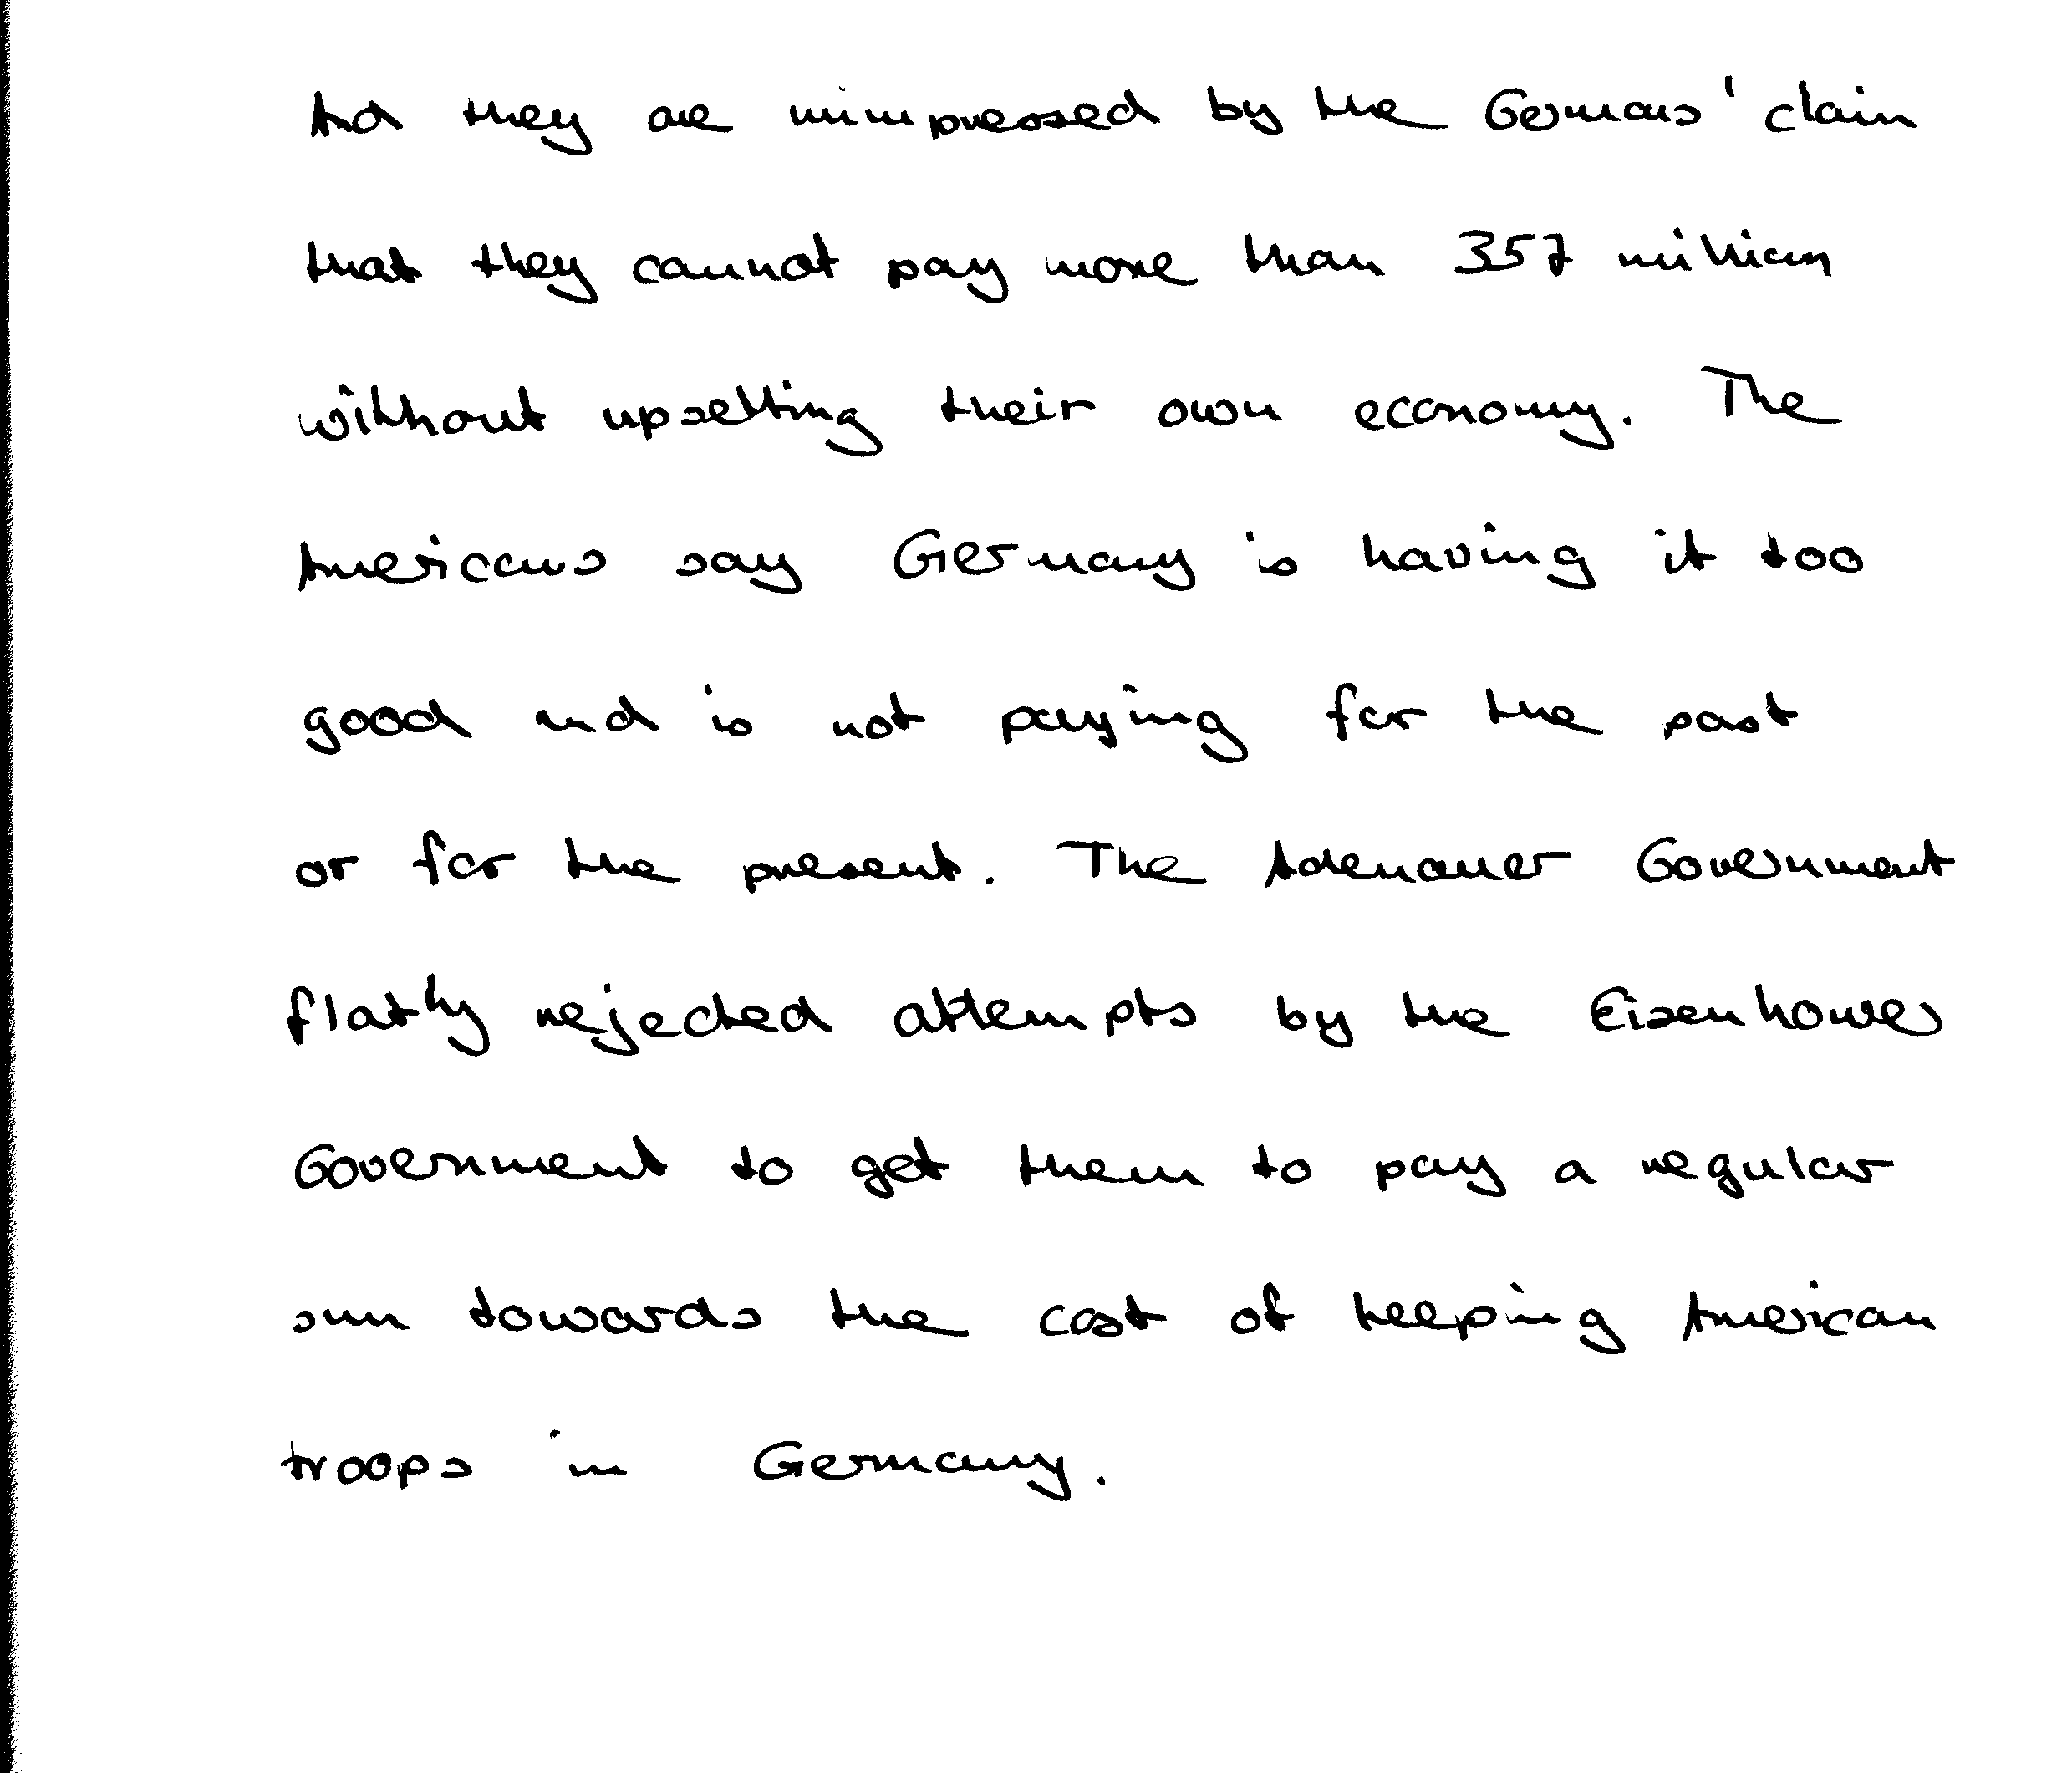 And they are unimpressed by the Germans' claim
that they cannot pay more than 357 million
without upsetting their own economy. The
Americans say Germany is having it too
good and is not paying for the past
or for the present. The Adenauer Government
flatly rejected attempts by the Eisenhower
Government to get them to pay a regular
sum towards the cost of keeping American
troops in Germany.